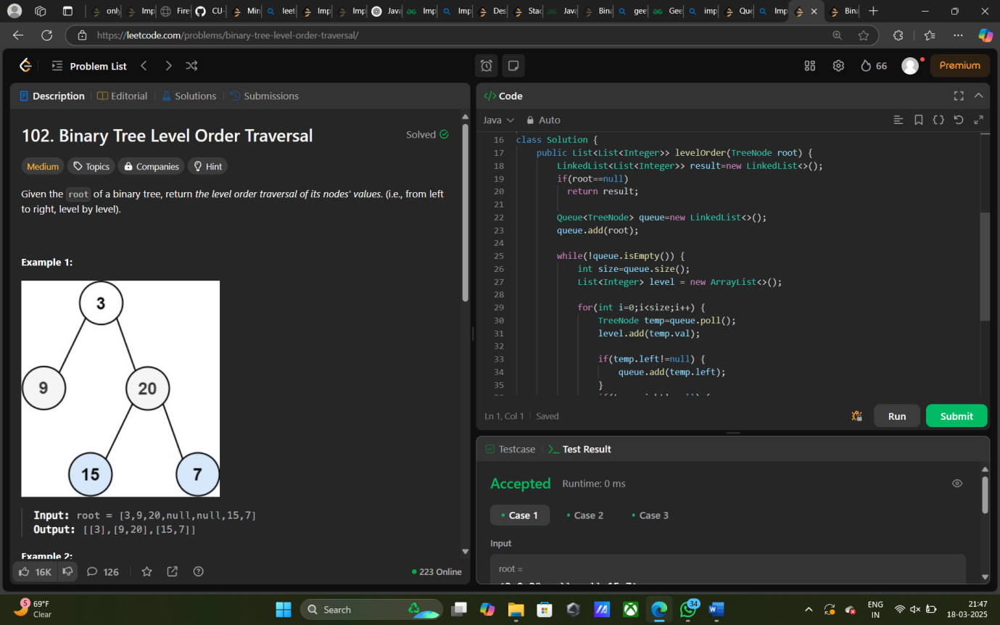 only
Imp
Fire
CU-
Min
leet
Imp
Imp
Java
Imp
Imp
Des
Stac
Java
Bina
gee
Gee
imp
Que
Imp
Bina
https://leetcode.com/problems/binary-tree-level-order-traversal/
Problem List
66
Premium
Description
Editorial
Solutions
Submissions
102. Binary Tree Level Order Traversal
Solved
Medium
Topics
Companies
Hint
Given the root of a binary tree, return the level order traversal of its nodes' values. (i.e., from left
to right, level by level).
Example 1:
3
9
20
15
7
Input: root = [3,9,20,null,null,15,7]
Output: [[3],[9,20],[15,7]]
Example 2:
16K
126
223 Online
</> Code
Java
Auto
16 class Solution {
17 public List<List<Integer>> levelOrder(TreeNode root) {
18 LinkedList<List<Integer>> result=new LinkedList<>();
19 if(root==null)
20 return result;
21
22 Queue<TreeNode> queue=new LinkedList<>();
23 queue.add(root);
24
25 while(!queue.isEmpty()) {
26 int size=queue.size();
27 List<Integer> level = new ArrayList<>();
28
29 for(int i=0;i<size;i++) {
30 TreeNode temp=queue.poll();
31 level.add(temp.val);
32
33 if(temp.left!=null) {
34 queue.add(temp.left);
35 }
Ln 1, Col 1
Saved
Run
Submit
Testcase
Test Result
Accepted
Runtime: 0 ms
Case 1
Case 2
Case 3
Input
root =
5
69°F
Clear
Search
34
ENG
IN
21:47
18-03-2025